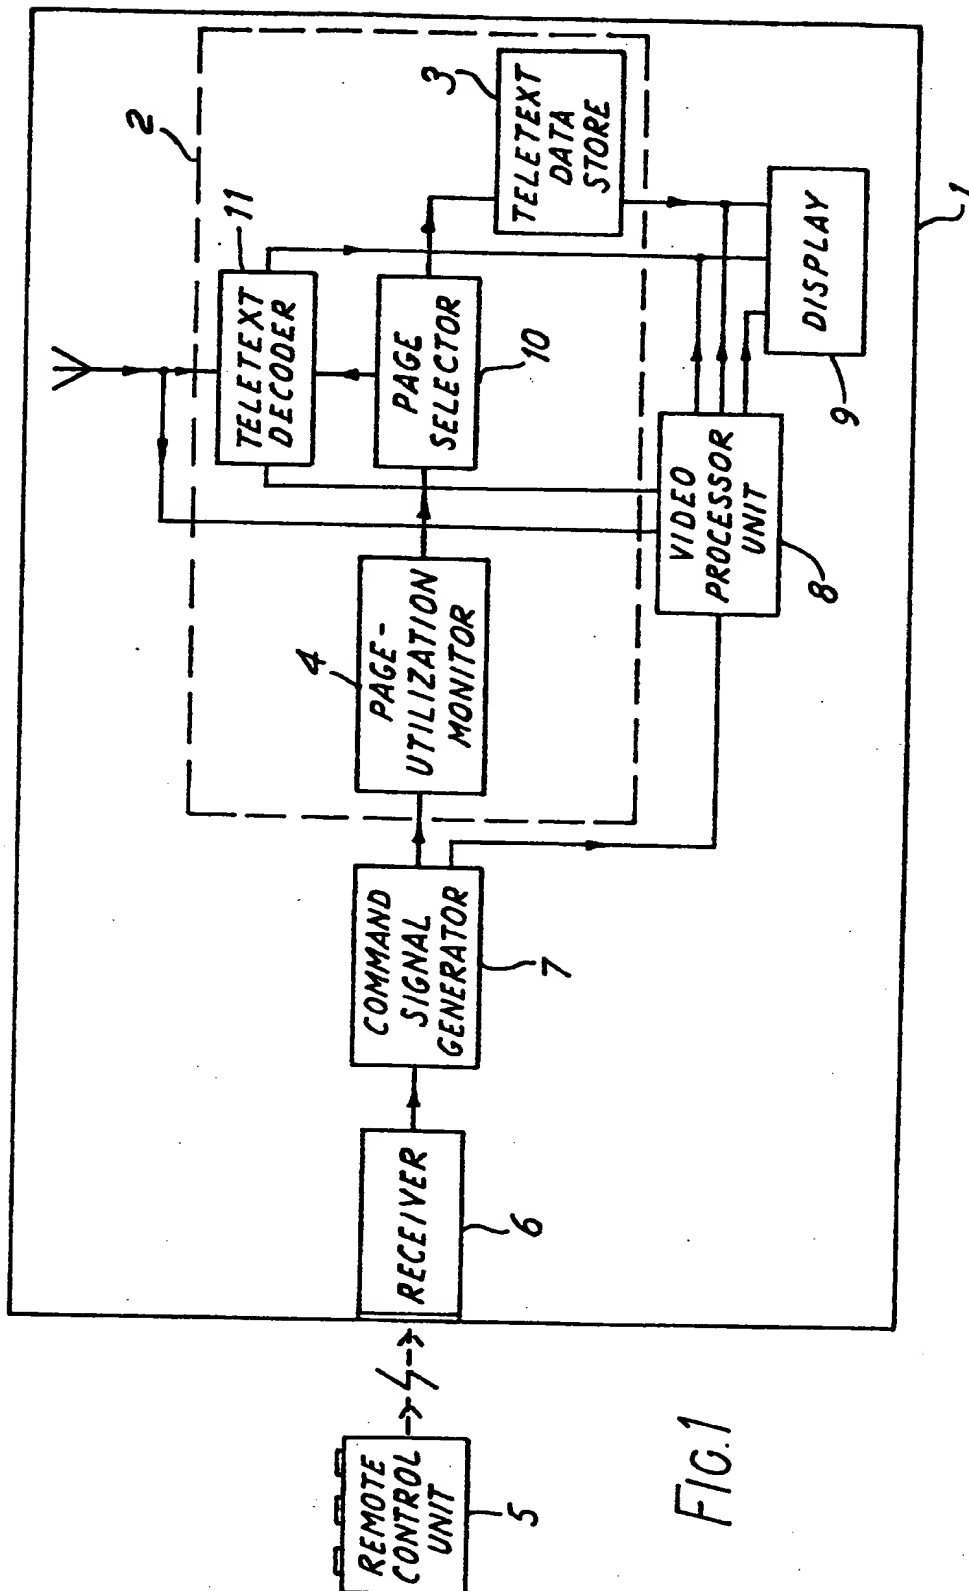 2
11
TELETEXT
DECODER
3
TELETEXT
DATA
STORE
4
PAGE-
UTILIZATION
MONITOR
PAGE
SELECTOR
10
REMOTE
CONTROL
UNIT
5
RECEIVER
6
COMMAND
SIGNAL
GENERATOR
7
VIDEO
PROCESSOR
UNIT
8
DISPLAY
9
1
FIG.1